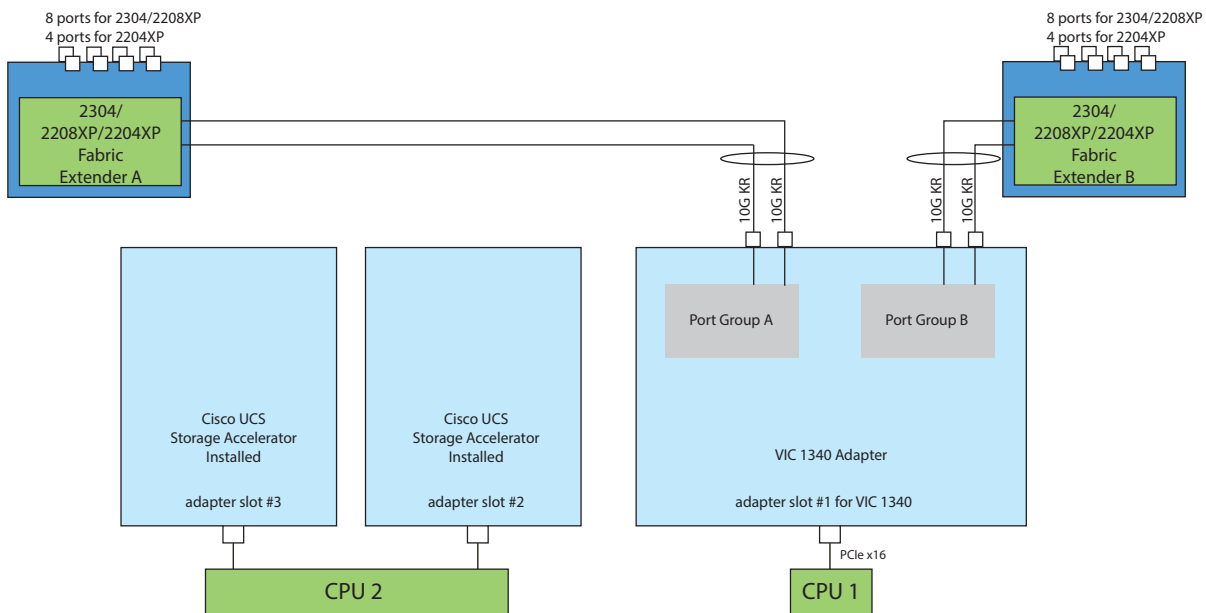 8 ports for 2304/2208XP
4 ports for 2204XP
2304/
2208XP/2204XP
Fabric
Extender A
8 ports for 2304/2208XP
4 ports for 2204XP
2304/
2208XP/2204XP
Fabric
Extender B
10G KR
10G KR
10G KR
10G KR
Port Group A
Port Group B
Cisco UCS
Storage Accelerator
Installed
adapter slot #3
Cisco UCS
Storage Accelerator
Installed
adapter slot #2
VIC 1340 Adapter
adapter slot #1 for VIC 1340
PCIe x16
CPU 2
CPU 1